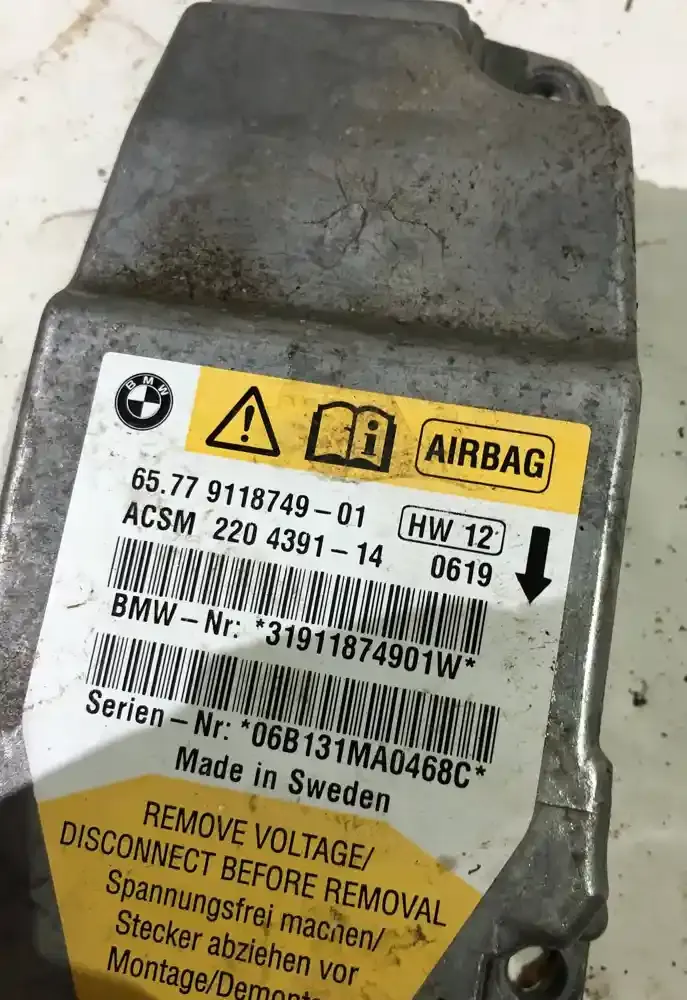 BMW
AIRBAG
65.77 9118749-01
HW 12
ACSM 220 4391-14
0619
BMW-Nr: *31911874901W*
Serien-Nr: *06B131MA0468C*
Made in Sweden
REMOVE VOLTAGE/
DISCONNECT BEFORE REMOVAL
Spannungsfrei machen/
Stecker abziehen vor